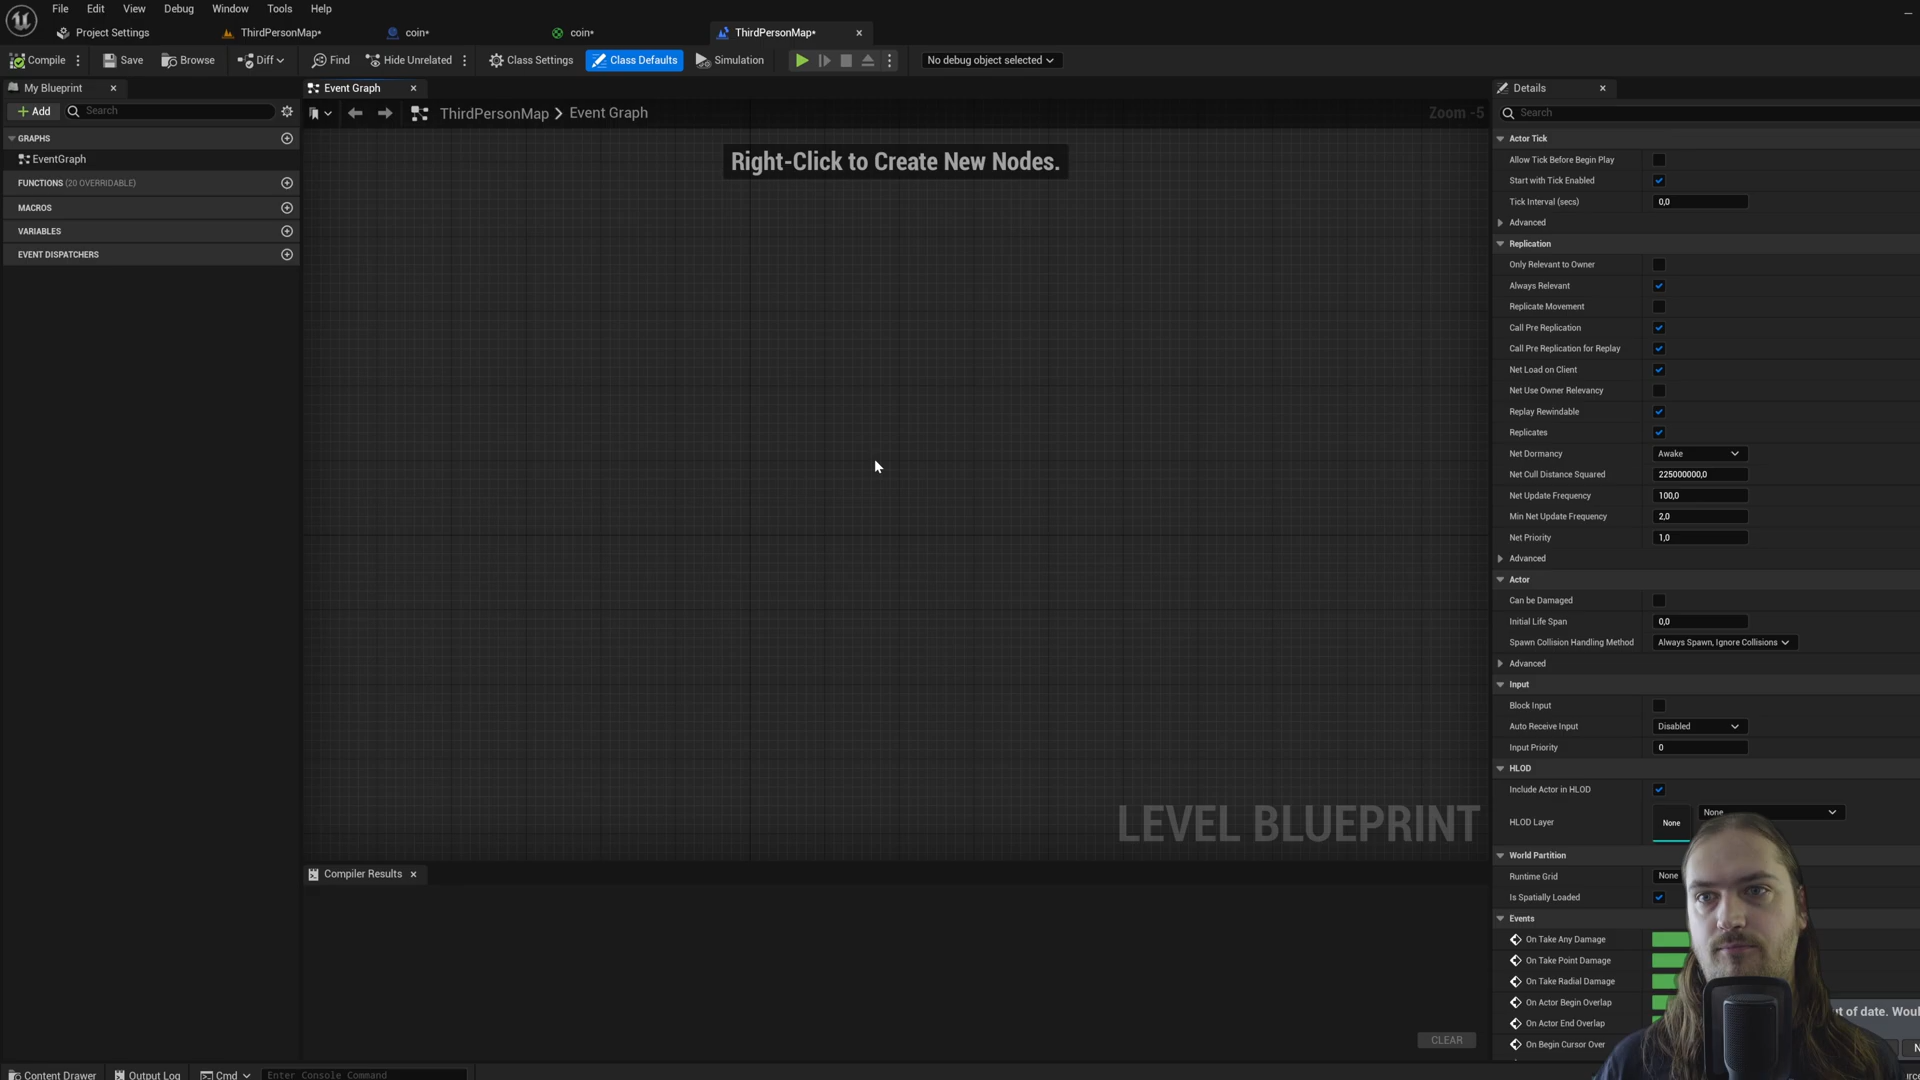 File Edit View Debug Window Tools Help
Project Settings ThirdPersonMap* coin* coin* ThirdPersonMap*
Compile Save Browse Diff Find Hide Unrelated Class Settings Class Defaults Simulation No debug object selected
My Blueprint
Event Graph
Details
Add Search
ThirdPersonMap > Event Graph
Zoom -5
Search
GRAPHS
EventGraph
FUNCTIONS (20 OVERRIDABLE)
MACROS
VARIABLES
EVENT DISPATCHERS
Right-Click to Create New Nodes.
LEVEL BLUEPRINT
Compiler Results
CLEAR
Actor Tick
Allow Tick Before Begin Play
Start with Tick Enabled
Tick Interval (secs) 0,0
Advanced
Replication
Only Relevant to Owner
Always Relevant
Replicate Movement
Call Pre Replication
Call Pre Replication for Replay
Net Load on Client
Net Use Owner Relevancy
Replay Rewindable
Replicates
Net Dormancy Awake
Net Cull Distance Squared 225000000,0
Net Update Frequency 100,0
Min Net Update Frequency 2,0
Net Priority 1,0
Advanced
Actor
Can be Damaged
Initial Life Span 0,0
Spawn Collision Handling Method Always Spawn, Ignore Collisions
Advanced
Input
Block Input
Auto Receive Input Disabled
Input Priority 0
HLOD
Include Actor in HLOD
HLOD Layer None None
World Partition
Runtime Grid None
Is Spatially Loaded
Events
On Take Any Damage
On Take Point Damage
On Take Radial Damage
On Actor Begin Overlap
On Actor End Overlap
On Begin Cursor Over
of date.
Content Drawer Output Log Cmd Enter Console Command